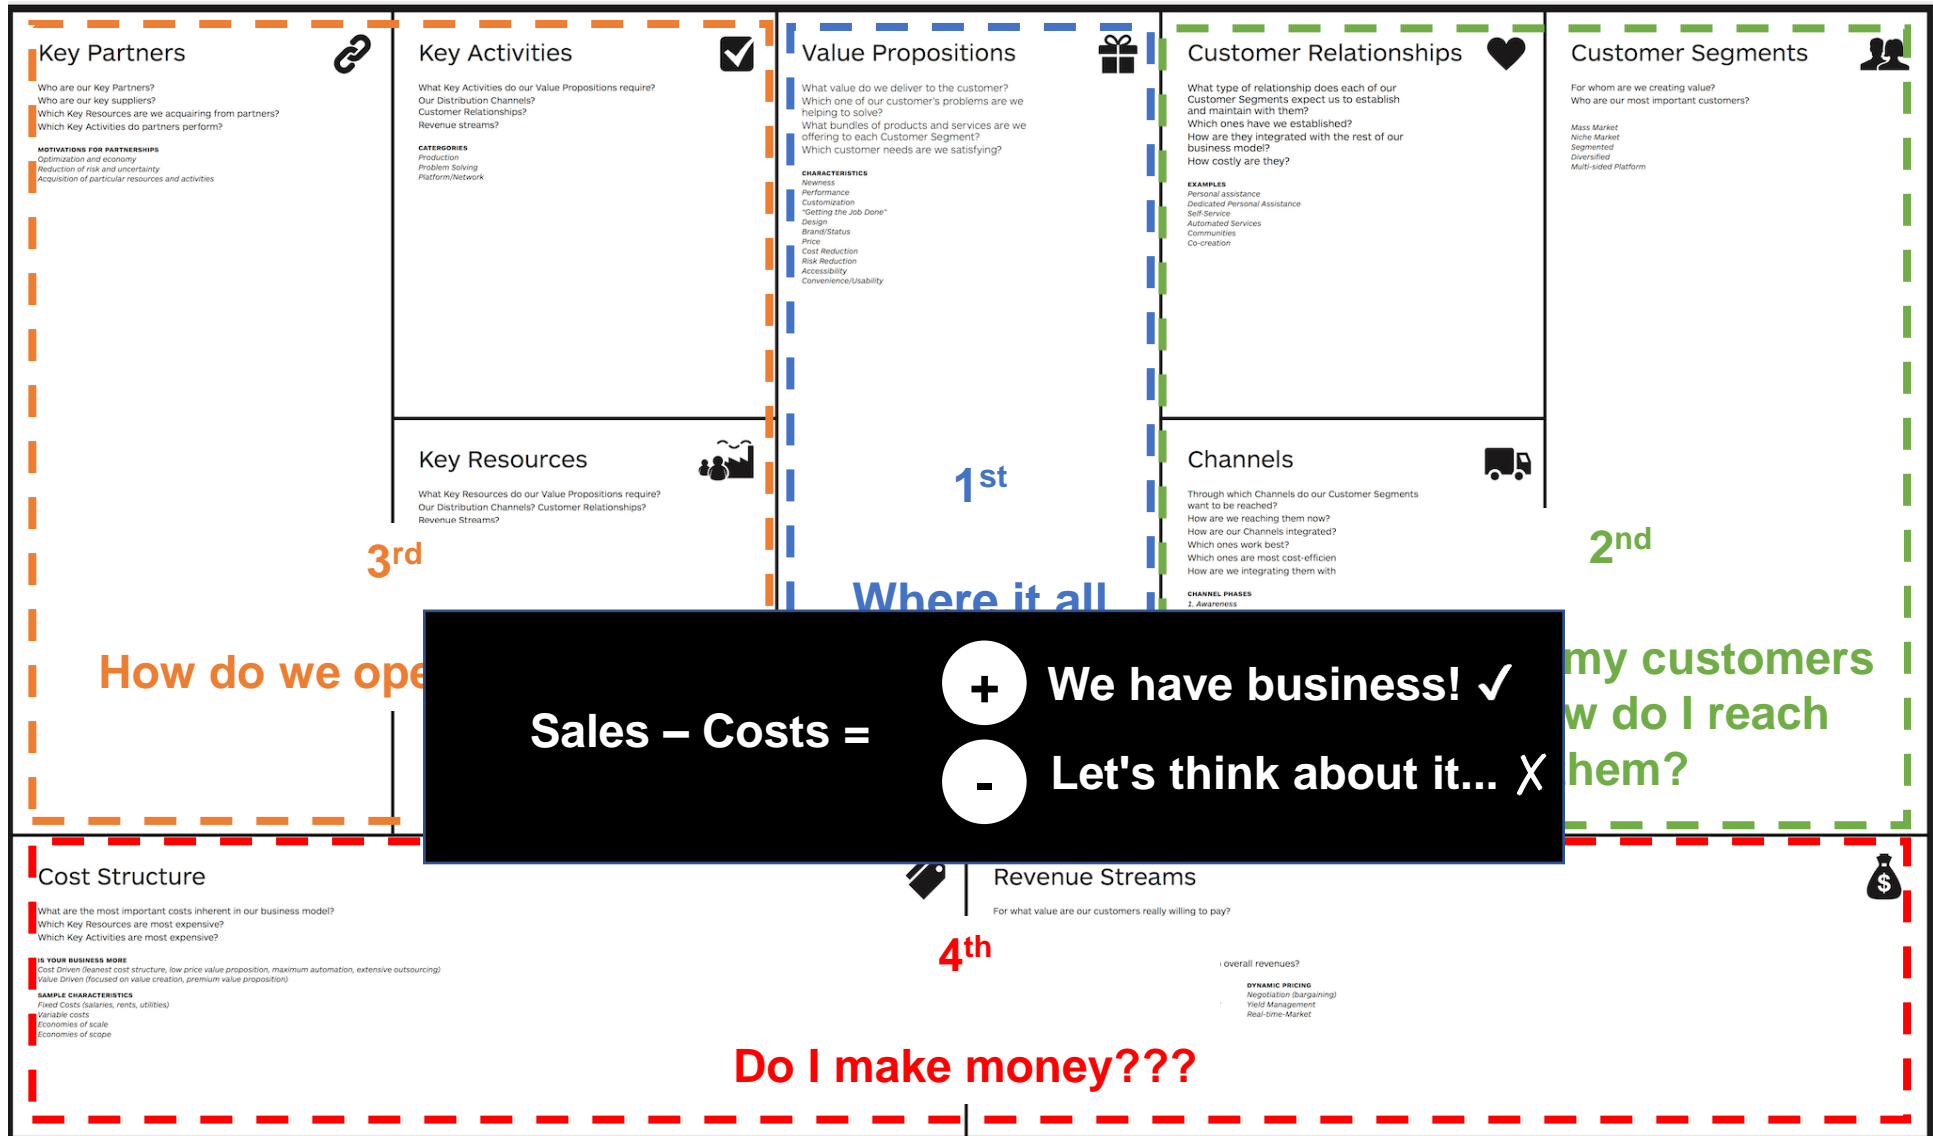 Key Partners
Who are our Key Partners?
Who are our key suppliers?
Which Key Resources are we acquiring from partners?
Which Key Activities do partners perform?
MOTIVATIONS FOR PARTNERSHIPS
Optimization and economy
Reduction of risk and uncertainty
Acquisition of particular resources and activities
Key Activities
What Key Activities do our Value Propositions require?
Our Distribution Channels?
Customer Relationships?
Revenue streams?
CATERGORIES
Production
Problem Solving
Platform/Network
Key Resources
What Key Resources do our Value Propositions require?
Our Distribution Channels? Customer Relationships?
Revenue Streams?
3rd
How do we ope
Value Propositions
What value do we deliver to the customer?
Which one of our customer's problems are we
helping to solve?
What bundles of products and services are we
offering to each Customer Segment?
Which customer needs are we satisfying?
CHARACTERISTICS
Newness
Performance
Customization
"Getting the Job Done"
Design
Brand/Status
Price
Cost Reduction
Risk Reduction
Accessibility
Convenience/Usability
1st
Where it all
Customer Relationships
What type of relationship does each of our
Customer Segments expect us to establish
and maintain with them?
Which ones have we established?
How are they integrated with the rest of our
business model?
How costly are they?
EXAMPLES
Personal assistance
Dedicated Personal Assistance
Self-Service
Automated Services
Communities
Co-creation
Channels
Through which Channels do our Customer Segments
want to be reached?
How are we reaching them now?
How are our Channels integrated?
Which ones work best?
Which ones are most cost-efficien
How are we integrating them with
CHANNEL PHASES
1. Awareness
Customer Segments
For whom are we creating value?
Who are our most important customers?
Mass Market
Niche Market
Segmented
Diversified
Multi-sided Platform
2nd
my customers
w do I reach
hem?
Sales – Costs =
+ We have business! ✓
- Let's think about it... ✗
Cost Structure
What are the most important costs inherent in our business model?
Which Key Resources are most expensive?
Which Key Activities are most expensive?
IS YOUR BUSINESS MORE
Cost Driven (leanest cost structure, low price value proposition, maximum automation, extensive outsourcing)
Value Driven (focused on value creation, premium value proposition)
SAMPLE CHARACTERISTICS
Fixed Costs (salaries, rents, utilities)
Variable costs
Economies of scale
Economies of scope
Revenue Streams
For what value are our customers really willing to pay?
overall revenues?
DYNAMIC PRICING
Negotiation (bargaining)
Yield Management
Real-time-Market
$
4th
Do I make money???